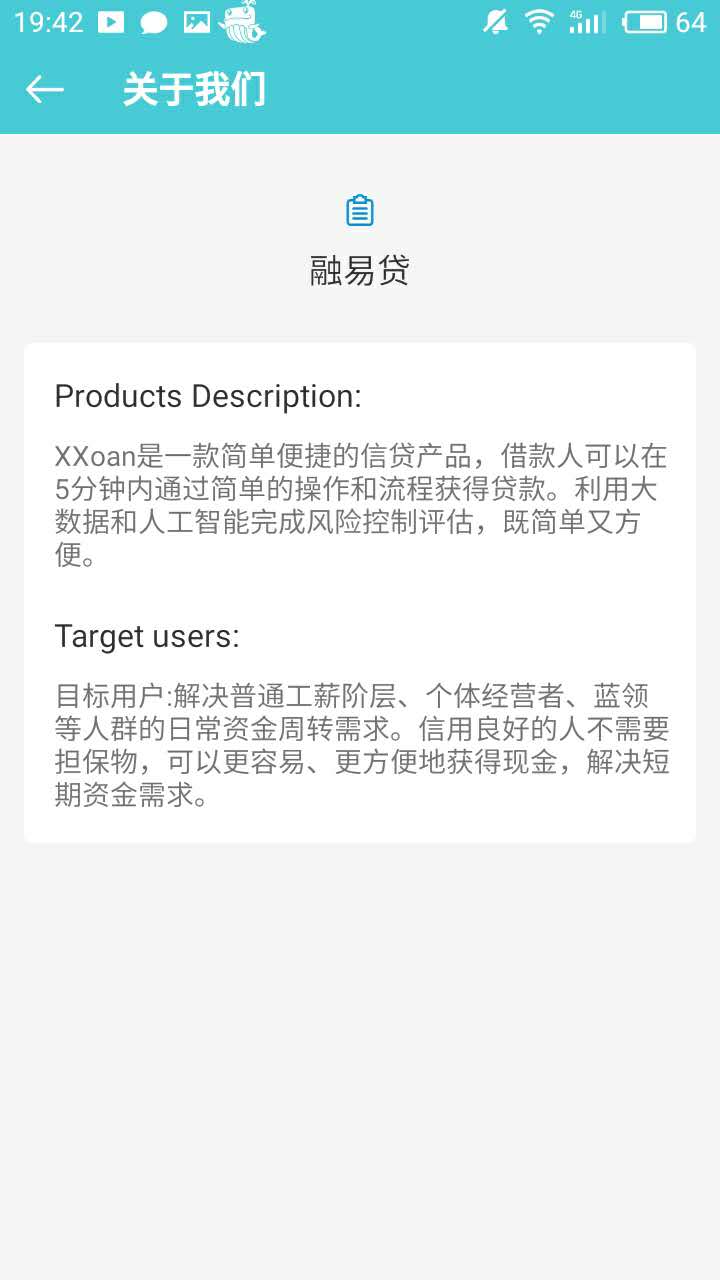 19:42
4G
64
关于我们
融易贷
Products Description:
XXoan是一款简单便捷的信贷产品，借款人可以在
5分钟内通过简单的操作和流程获得贷款。利用大
数据和人工智能完成风险控制评估，既简单又方
便。
Target users:
目标用户:解决普通工薪阶层、个体经营者、蓝领
等人群的日常资金周转需求。信用良好的人不需要
担保物，可以更容易、更方便地获得现金，解决短
期资金需求。